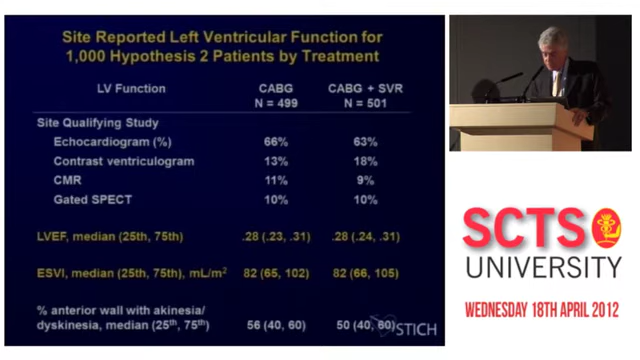 Site Reported Left Ventricular Function for
1,000 Hypothesis 2 Patients by Treatment
LV Function CABG CABG + SVR
N = 499 N = 501
Site Qualifying Study
Echocardiogram (%) 66% 63%
Contrast ventriculogram 13% 18%
CMR 11% 9%
Gated SPECT 10% 10%
LVEF, median (25th, 75th) .28 (.23, .31) .28 (.24, .31)
ESVI, median (25th, 75th), mL/m² 82 (65, 102) 82 (66, 105)
% anterior wall with akinesia/
dyskinesia, median (25th, 75th) 56 (40, 60) 50 (40, 60)
STICH
SCTS
UNIVERSITY
WEDNESDAY 18TH APRIL 2012